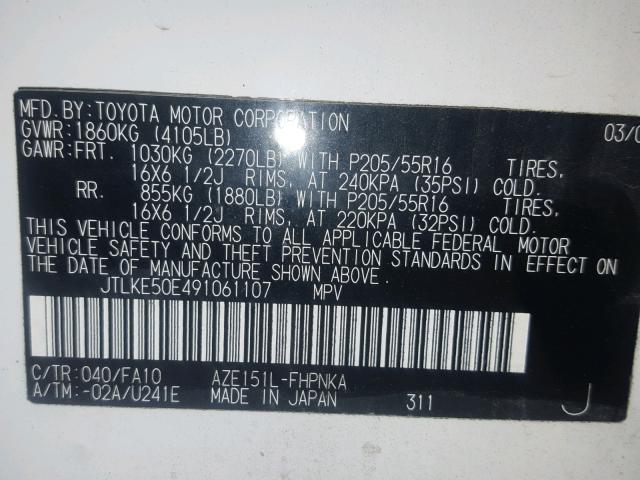 MFD.BY:TOYOTA MOTOR CORPORATION 03/0
GVWR:1860KG (4105LB)
GAWR:FRT. 1030KG (2270LB) WITH P205/55R16 TIRES,
16X6 1/2J RIMS, AT 240KPA (35PSI) COLD.
RR. 855KG (1880LB) WITH P205/55R16 TIRES,
16X6 1/2J RIMS, AT 220KPA (32PSI) COLD.
THIS VEHICLE CONFORMS TO ALL APPLICABLE FEDERAL MOTOR
VEHICLE SAFETY AND THEFT PREVENTION STANDARDS IN EFFECT ON
THE DATE OF MANUFACTURE SHOWN ABOVE.
JTLKE50E491061107 MPV
C/TR:040/FA10 AZE151L-FHPNKA
A/TM:-02A/U241E MADE IN JAPAN 311 J